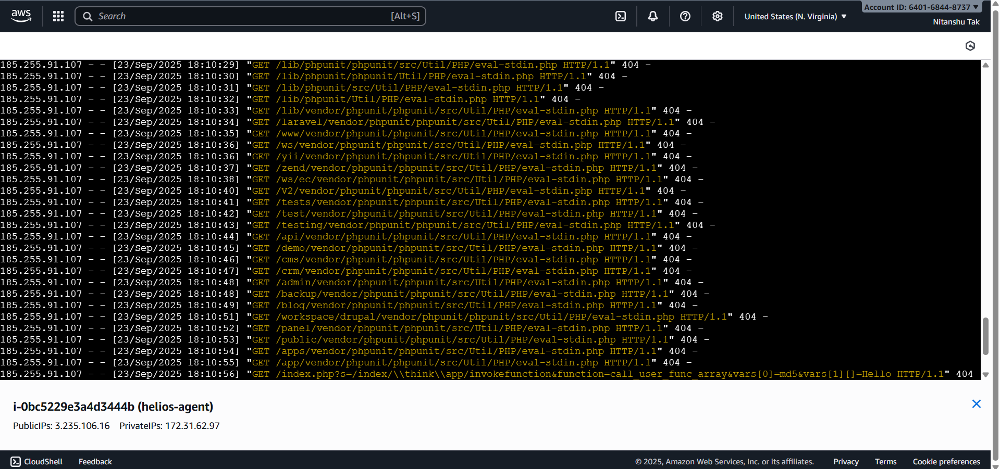 aws
Search [Alt+S]
United States (N. Virginia) ▼
Account ID: 6401-6844-8737 ▼
Nitanshu Tak
185.255.91.107 - - [23/Sep/2025 18:10:29] "GET /lib/phpunit/phpunit/src/Util/PHP/eval-stdin.php HTTP/1.1" 404 -
185.255.91.107 - - [23/Sep/2025 18:10:30] "GET /lib/phpunit/phpunit/Util/PHP/eval-stdin.php HTTP/1.1" 404 -
185.255.91.107 - - [23/Sep/2025 18:10:31] "GET /lib/phpunit/src/Util/PHP/eval-stdin.php HTTP/1.1" 404 -
185.255.91.107 - - [23/Sep/2025 18:10:32] "GET /lib/phpunit/Util/PHP/eval-stdin.php HTTP/1.1" 404 -
185.255.91.107 - - [23/Sep/2025 18:10:33] "GET /lib/vendor/phpunit/phpunit/src/Util/PHP/eval-stdin.php HTTP/1.1" 404 -
185.255.91.107 - - [23/Sep/2025 18:10:34] "GET /laravel/vendor/phpunit/phpunit/src/Util/PHP/eval-stdin.php HTTP/1.1" 404 -
185.255.91.107 - - [23/Sep/2025 18:10:35] "GET /www/vendor/phpunit/phpunit/src/Util/PHP/eval-stdin.php HTTP/1.1" 404 -
185.255.91.107 - - [23/Sep/2025 18:10:36] "GET /ws/vendor/phpunit/phpunit/src/Util/PHP/eval-stdin.php HTTP/1.1" 404 -
185.255.91.107 - - [23/Sep/2025 18:10:36] "GET /yii/vendor/phpunit/phpunit/src/Util/PHP/eval-stdin.php HTTP/1.1" 404 -
185.255.91.107 - - [23/Sep/2025 18:10:37] "GET /zend/vendor/phpunit/phpunit/src/Util/PHP/eval-stdin.php HTTP/1.1" 404 -
185.255.91.107 - - [23/Sep/2025 18:10:38] "GET /ws/ec/vendor/phpunit/phpunit/src/Util/PHP/eval-stdin.php HTTP/1.1" 404 -
185.255.91.107 - - [23/Sep/2025 18:10:40] "GET /V2/vendor/phpunit/phpunit/src/Util/PHP/eval-stdin.php HTTP/1.1" 404 -
185.255.91.107 - - [23/Sep/2025 18:10:41] "GET /tests/vendor/phpunit/phpunit/src/Util/PHP/eval-stdin.php HTTP/1.1" 404 -
185.255.91.107 - - [23/Sep/2025 18:10:42] "GET /test/vendor/phpunit/phpunit/src/Util/PHP/eval-stdin.php HTTP/1.1" 404 -
185.255.91.107 - - [23/Sep/2025 18:10:43] "GET /testing/vendor/phpunit/phpunit/src/Util/PHP/eval-stdin.php HTTP/1.1" 404 -
185.255.91.107 - - [23/Sep/2025 18:10:44] "GET /api/vendor/phpunit/phpunit/src/Util/PHP/eval-stdin.php HTTP/1.1" 404 -
185.255.91.107 - - [23/Sep/2025 18:10:45] "GET /demo/vendor/phpunit/phpunit/src/Util/PHP/eval-stdin.php HTTP/1.1" 404 -
185.255.91.107 - - [23/Sep/2025 18:10:46] "GET /cms/vendor/phpunit/phpunit/src/Util/PHP/eval-stdin.php HTTP/1.1" 404 -
185.255.91.107 - - [23/Sep/2025 18:10:47] "GET /crm/vendor/phpunit/phpunit/src/Util/PHP/eval-stdin.php HTTP/1.1" 404 -
185.255.91.107 - - [23/Sep/2025 18:10:48] "GET /admin/vendor/phpunit/phpunit/src/Util/PHP/eval-stdin.php HTTP/1.1" 404 -
185.255.91.107 - - [23/Sep/2025 18:10:48] "GET /backup/vendor/phpunit/phpunit/src/Util/PHP/eval-stdin.php HTTP/1.1" 404 -
185.255.91.107 - - [23/Sep/2025 18:10:49] "GET /blog/vendor/phpunit/phpunit/src/Util/PHP/eval-stdin.php HTTP/1.1" 404 -
185.255.91.107 - - [23/Sep/2025 18:10:51] "GET /workspace/drupal/vendor/phpunit/phpunit/src/Util/PHP/eval-stdin.php HTTP/1.1" 404 -
185.255.91.107 - - [23/Sep/2025 18:10:52] "GET /panel/vendor/phpunit/phpunit/src/Util/PHP/eval-stdin.php HTTP/1.1" 404 -
185.255.91.107 - - [23/Sep/2025 18:10:53] "GET /public/vendor/phpunit/phpunit/src/Util/PHP/eval-stdin.php HTTP/1.1" 404 -
185.255.91.107 - - [23/Sep/2025 18:10:54] "GET /apps/vendor/phpunit/phpunit/src/Util/PHP/eval-stdin.php HTTP/1.1" 404 -
185.255.91.107 - - [23/Sep/2025 18:10:55] "GET /app/vendor/phpunit/phpunit/src/Util/PHP/eval-stdin.php HTTP/1.1" 404 -
185.255.91.107 - - [23/Sep/2025 18:10:56] "GET /index.php?s=/index/\\think\\app/invokefunction&function=call_user_func_array&vars[0]=md5&vars[1][]=Hello HTTP/1.1" 404
i-0bc5229e3a4d3444b (helios-agent)
PublicIPs: 3.235.106.16 PrivateIPs: 172.31.62.97
CloudShell Feedback © 2025, Amazon Web Services, Inc. or its affiliates. Privacy Terms Cookie preferences